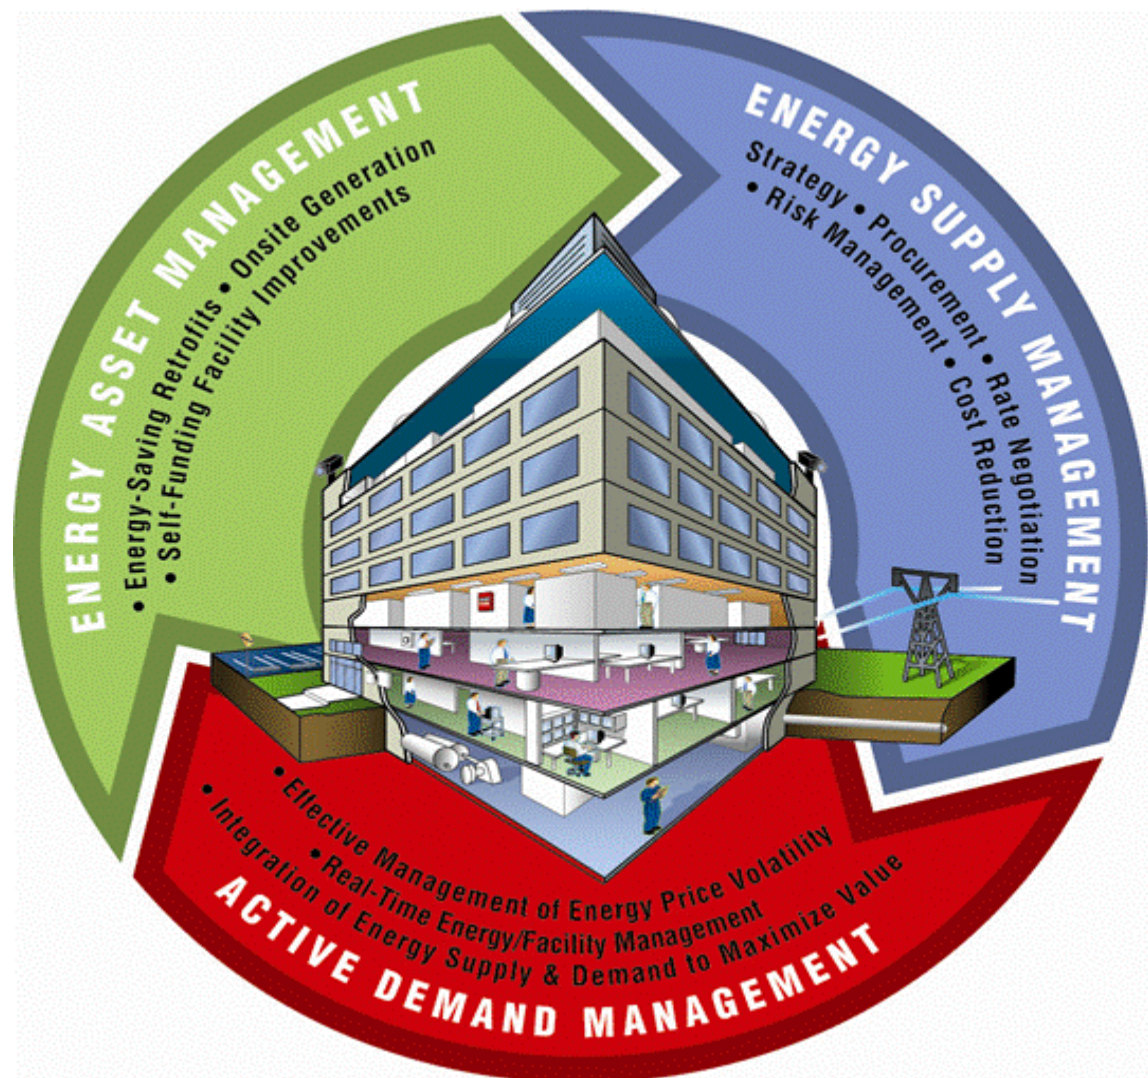 ENERGY ASSET MANAGEMENT
• Energy-Saving Retrofits • Onsite Generation
• Self-Funding Facility Improvements
ENERGY SUPPLY MANAGEMENT
Strategy • Procurement • Rate Negotiation
• Risk Management • Cost Reduction
• Effective Management of Energy Price Volatility
• Real-Time Energy/Facility Management
• Integration of Energy Supply & Demand to Maximize Value
ACTIVE DEMAND MANAGEMENT